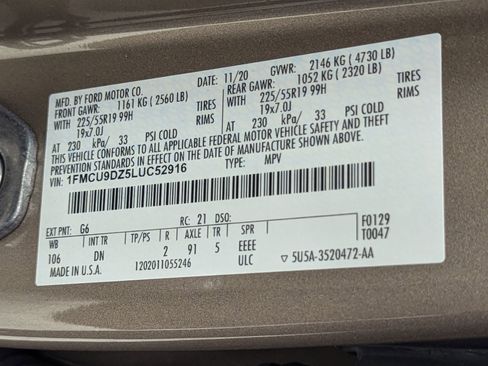 MFD. BY FORD MOTOR CO.
11/20 GVWR: 2146 KG ( 4730 LB)
FRONT GAWR: 1161 KG ( 2560 LB) REAR GAWR: 1052 KG ( 2320 LB)
WITH 225/55R19 99H TIRES WITH 225/55R19 99H TIRES
19x7.0J RIMS 19x7.0J RIMS
AT 230 kPa/ 33 PSI COLD AT 230 kPa/ 33 PSI COLD
THIS VEHICLE CONFORMS TO ALL APPLICABLE FEDERAL MOTOR VEHICLE SAFETY AND THEFT
PREVENTION STANDARDS IN EFFECT ON THE DATE OF MANUFACTURE SHOWN ABOVE.
VIN: 1FMCU9DZ5LUC52916 TYPE: MPV
EXT PNT: G6 RC: 21 DSO: F0129
WB INT TR TP/PS R AXLE TR SPR T0047
106 DN 2 91 5 EEEE
MADE IN U.S.A. 1202011055246 ULC ▽ 5U5A-3520472-AA